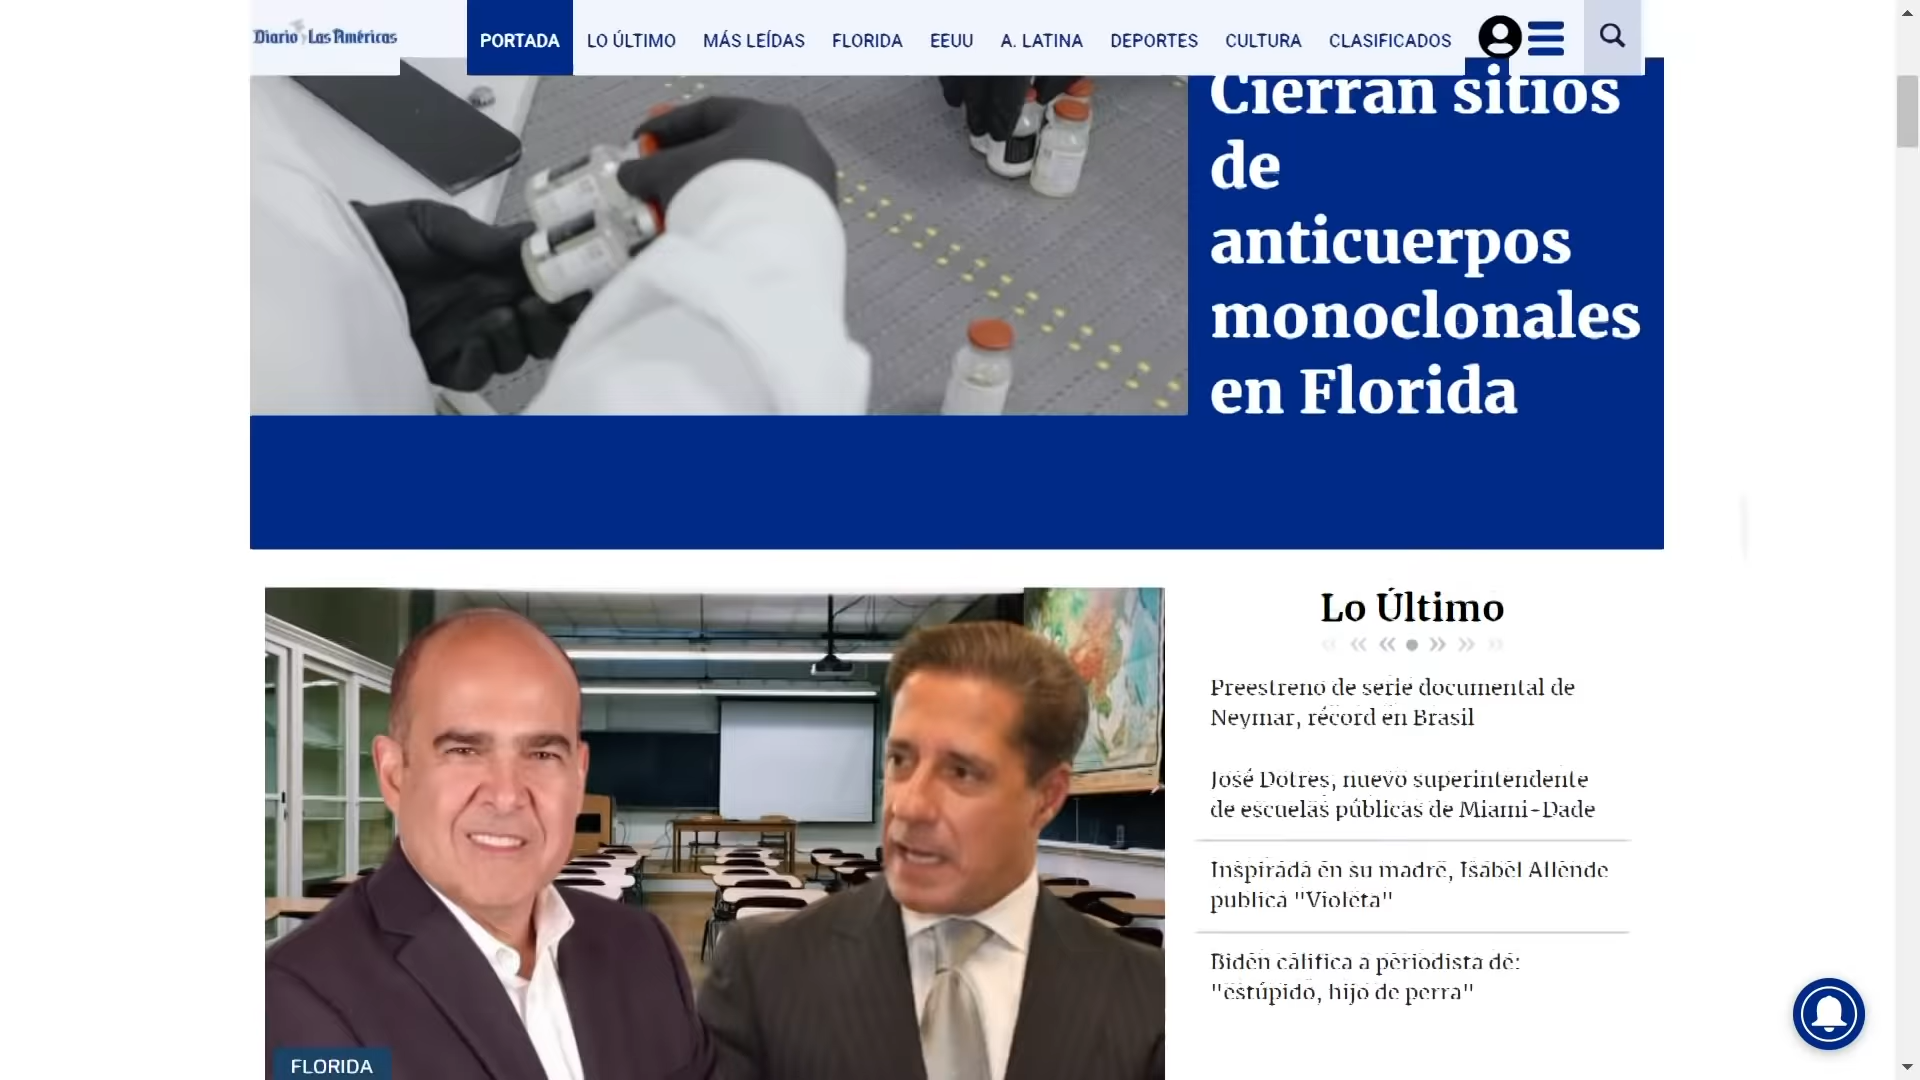 Diario Las Américas
PORTADA
LO ÚLTIMO
MÁS LEÍDAS
FLORIDA
EEUU
A. LATINA
DEPORTES
CULTURA
CLASIFICADOS
Cierran sitios
de
anticuerpos
monoclonales
en Florida
Lo Último
Preestreno de serie documental de
Neymar, récord en Brasil
José Dotres, nuevo superintendente
de escuelas públicas de Miami-Dade
Inspirada en su madre, Isabel Allende
publica "Violeta"
Biden califica a periodista de:
"estúpido, hijo de perra"
FLORIDA